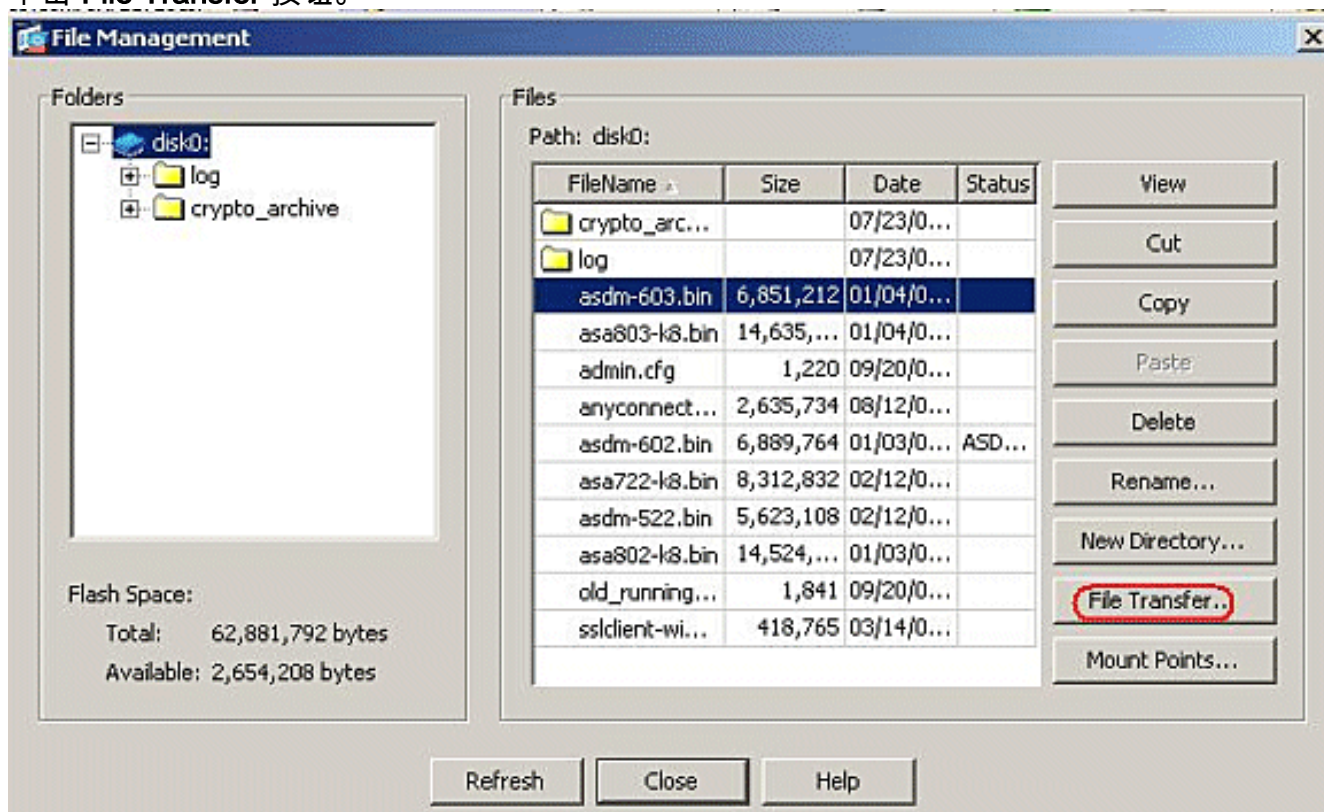 单击 File Transfer 按钮。
File Management
Folders
disk0:
log
crypto_archive
Flash Space:
Total: 62,881,792 bytes
Available: 2,654,208 bytes
Files
Path: disk0:
FileName Size Date Status
crypto_arc... 07/23/0...
log 07/23/0...
asdm-603.bin 6,851,212 01/04/0...
asa803-k8.bin 14,635,... 01/04/0...
admin.cfg 1,220 09/20/0...
anyconnect... 2,635,734 08/12/0...
asdm-602.bin 6,889,764 01/03/0... ASD...
asa722-k8.bin 8,312,832 02/12/0...
asdm-522.bin 5,623,108 02/12/0...
asa802-k8.bin 14,524,... 01/03/0...
old_running... 1,841 09/20/0...
sslclient-wi... 418,765 03/14/0...
View
Cut
Copy
Paste
Delete
Rename...
New Directory...
File Transfer..
Mount Points...
Refresh Close Help